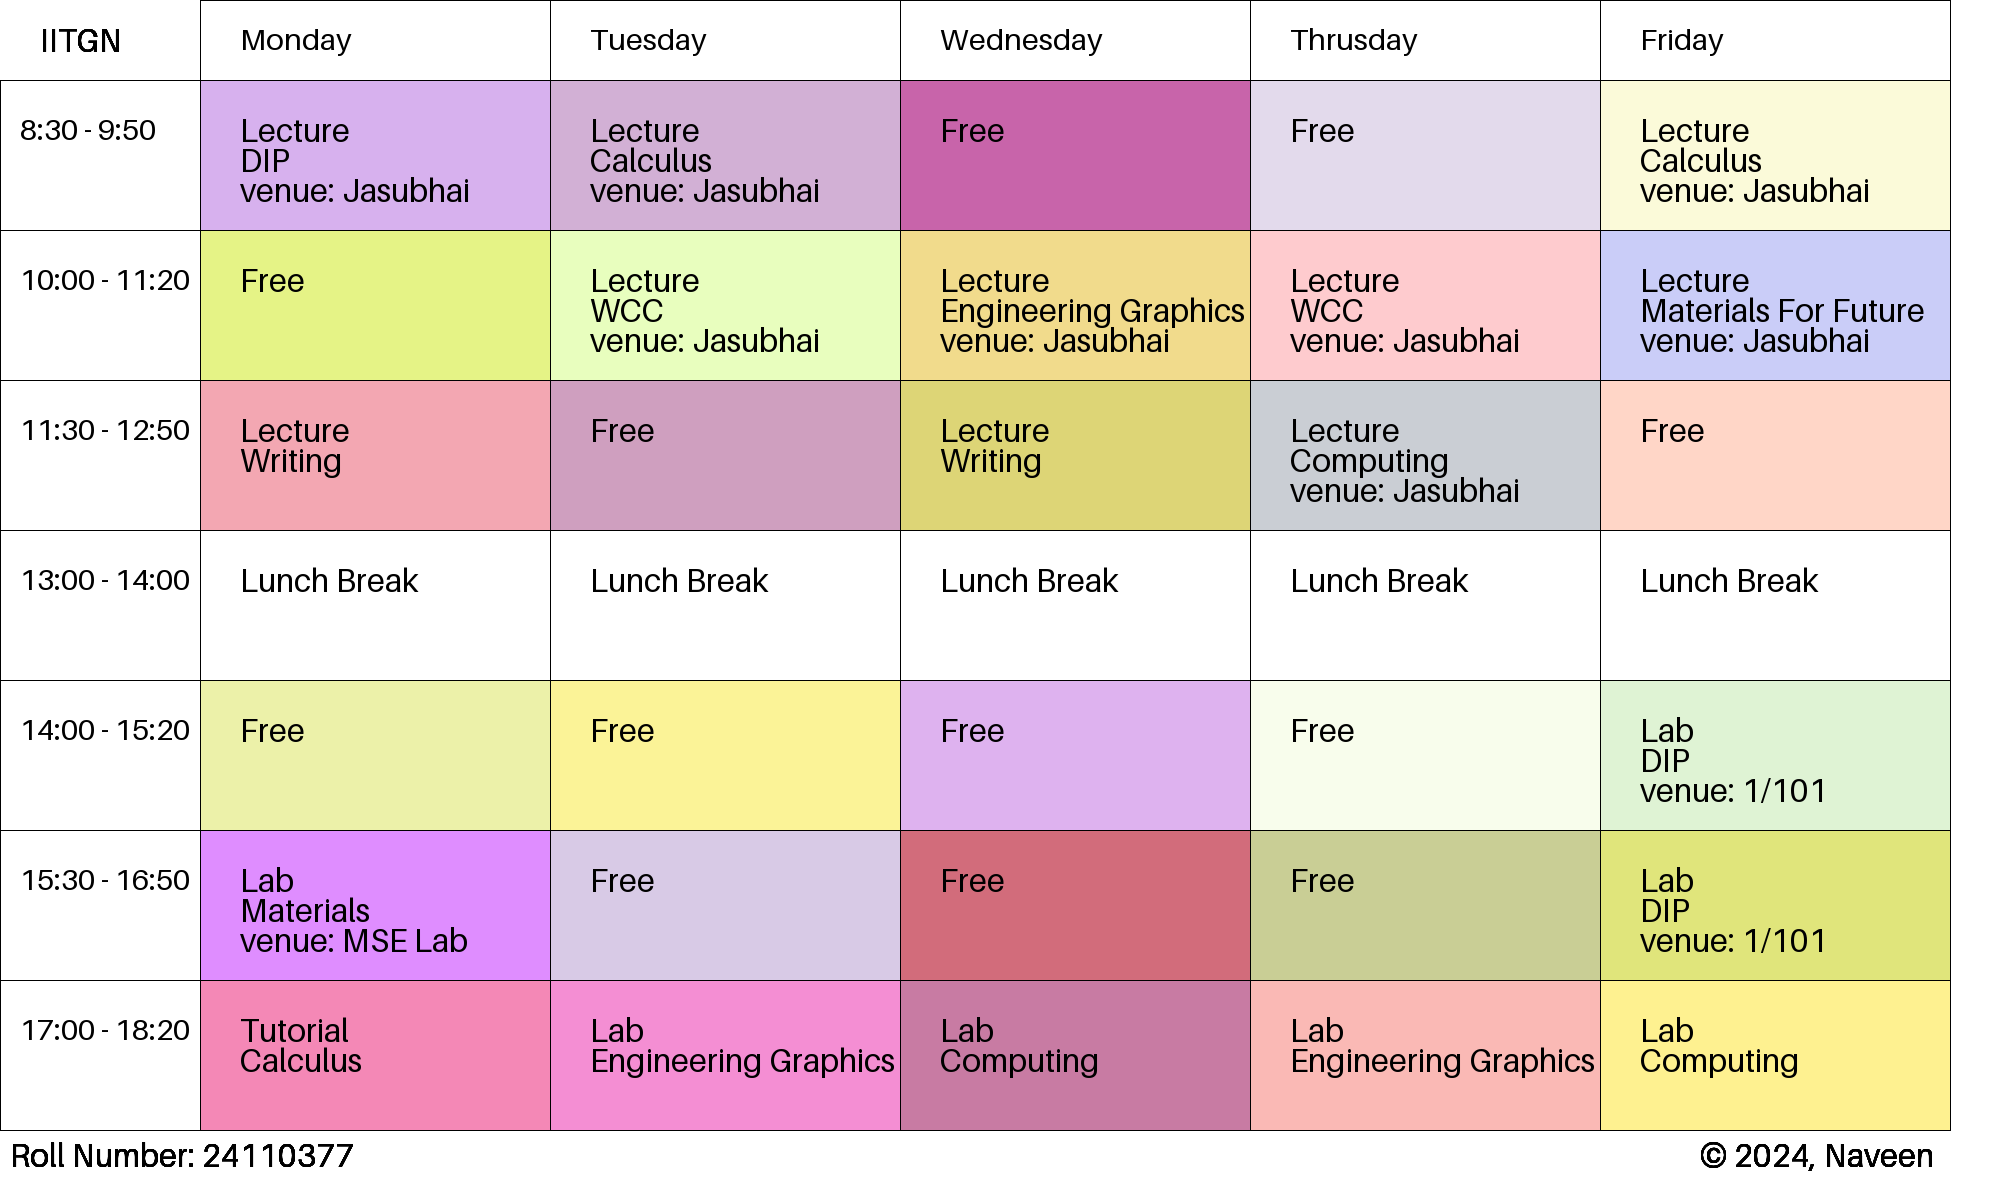 IITGN Monday Tuesday Wednesday Thrusday Friday
8:30 - 9:50
Lecture
DIP
venue: Jasubhai
Lecture
Calculus
venue: Jasubhai
Free
Free
Lecture
Calculus
venue: Jasubhai
10:00 - 11:20
Free
Lecture
WCC
venue: Jasubhai
Lecture
Engineering Graphics
venue: Jasubhai
Lecture
WCC
venue: Jasubhai
Lecture
Materials For Future
venue: Jasubhai
11:30 - 12:50
Lecture
Writing
Free
Lecture
Writing
Lecture
Computing
venue: Jasubhai
Free
13:00 - 14:00
Lunch Break
Lunch Break
Lunch Break
Lunch Break
Lunch Break
14:00 - 15:20
Free
Free
Free
Free
Lab
DIP
venue: 1/101
15:30 - 16:50
Lab
Materials
venue: MSE Lab
Free
Free
Free
Lab
DIP
venue: 1/101
17:00 - 18:20
Tutorial
Calculus
Lab
Engineering Graphics
Lab
Computing
Lab
Engineering Graphics
Lab
Computing
Roll Number: 24110377
© 2024, Naveen